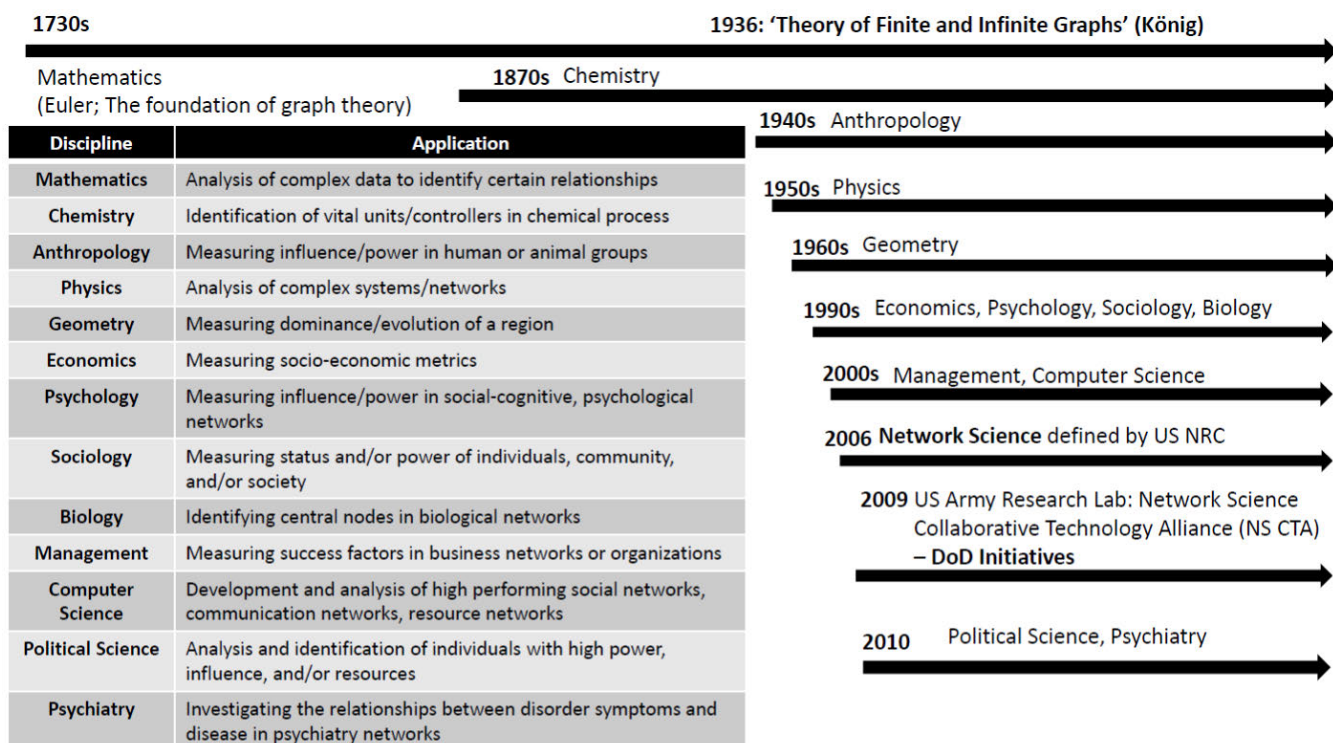 1730s
1936: ‘Theory of Finite and Infinite Graphs’ (König)
Mathematics
(Euler; The foundation of graph theory)
1870s Chemistry
1940s Anthropology
1950s Physics
1960s Geometry
1990s Economics, Psychology, Sociology, Biology
2000s Management, Computer Science
2006 Network Science defined by US NRC
2009 US Army Research Lab: Network Science
Collaborative Technology Alliance (NS CTA)
– DoD Initiatives
2010 Political Science, Psychiatry
Discipline Application
Mathematics Analysis of complex data to identify certain relationships
Chemistry Identification of vital units/controllers in chemical process
Anthropology Measuring influence/power in human or animal groups
Physics Analysis of complex systems/networks
Geometry Measuring dominance/evolution of a region
Economics Measuring socio-economic metrics
Psychology Measuring influence/power in social-cognitive, psychological
networks
Sociology Measuring status and/or power of individuals, community,
and/or society
Biology Identifying central nodes in biological networks
Management Measuring success factors in business networks or organizations
Computer Development and analysis of high performing social networks,
Science communication networks, resource networks
Political Science Analysis and identification of individuals with high power,
influence, and/or resources
Psychiatry Investigating the relationships between disorder symptoms and
disease in psychiatry networks